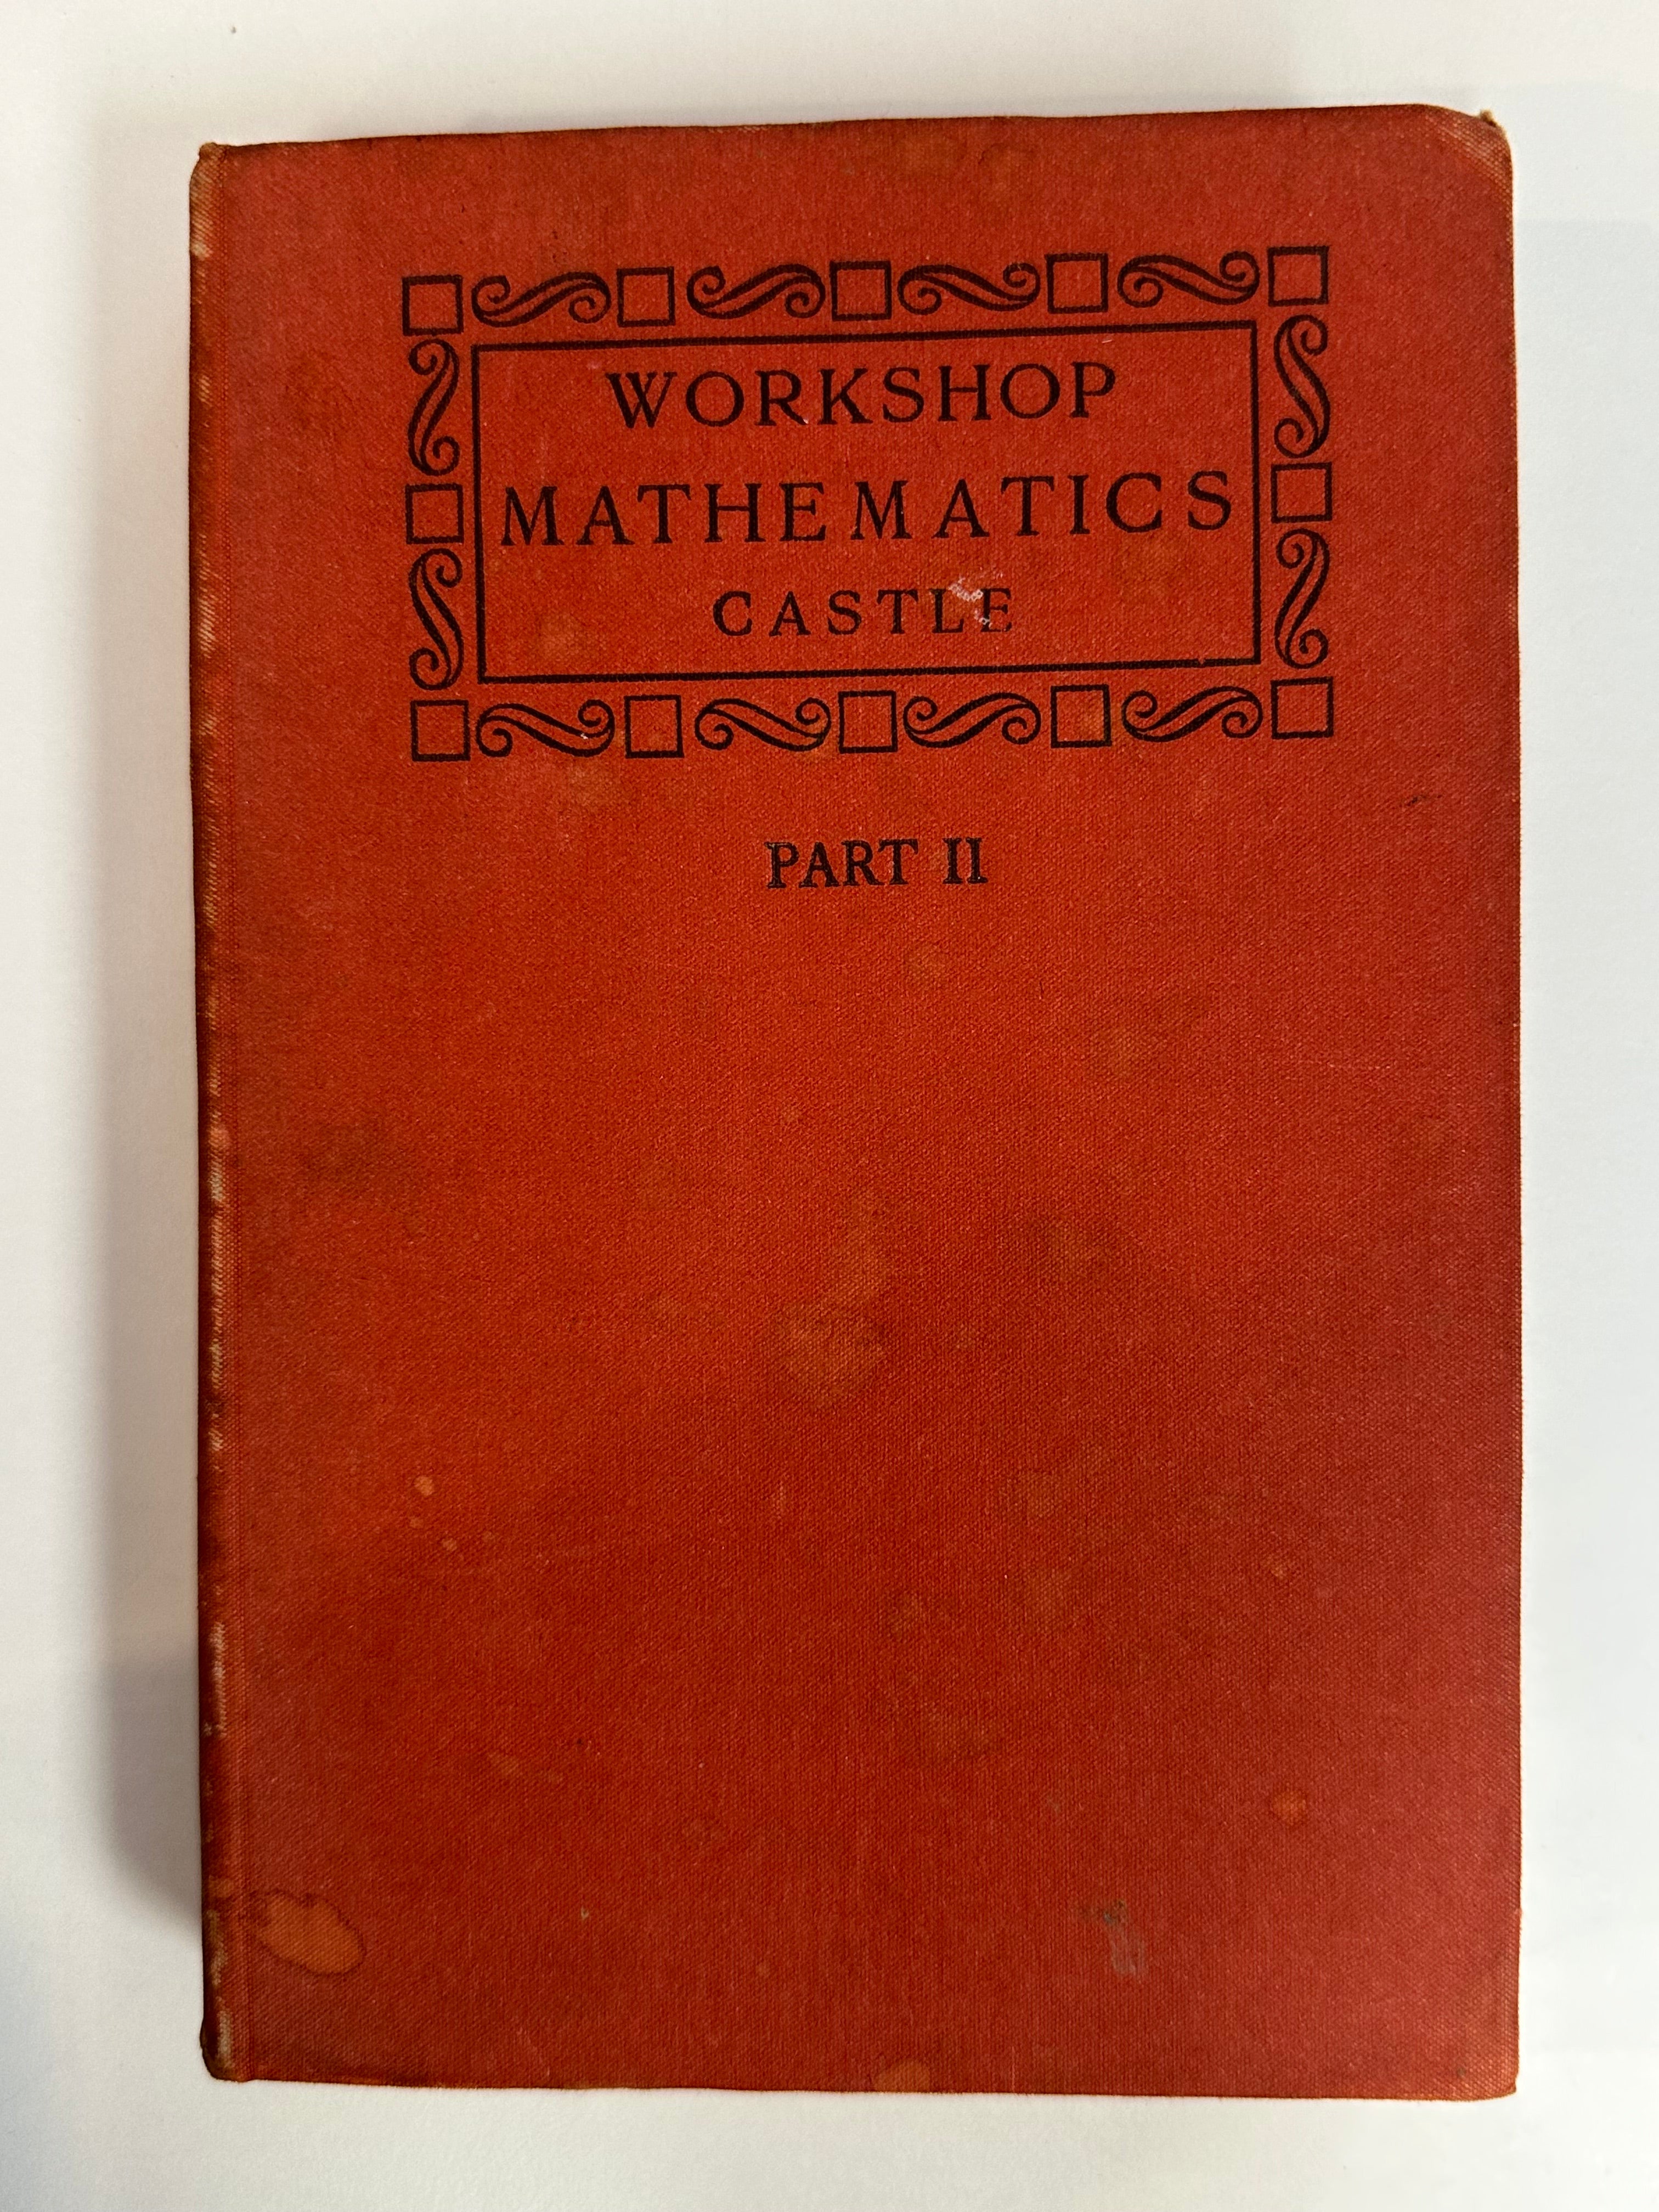 WORKSHOP
MATHEMATICS
CASTLE
PART II